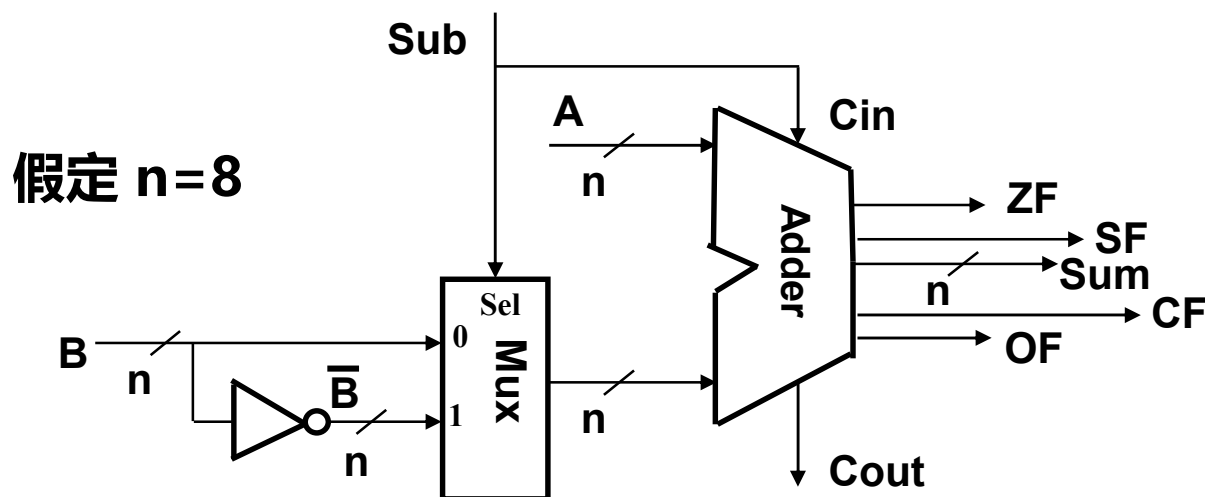 Sub
A
Cin
n
假定 n=8
ZF
SF
Adder
Sum
n
Sel
CF
0
Mux
OF
B
n
B̅
n
1
n
Cout